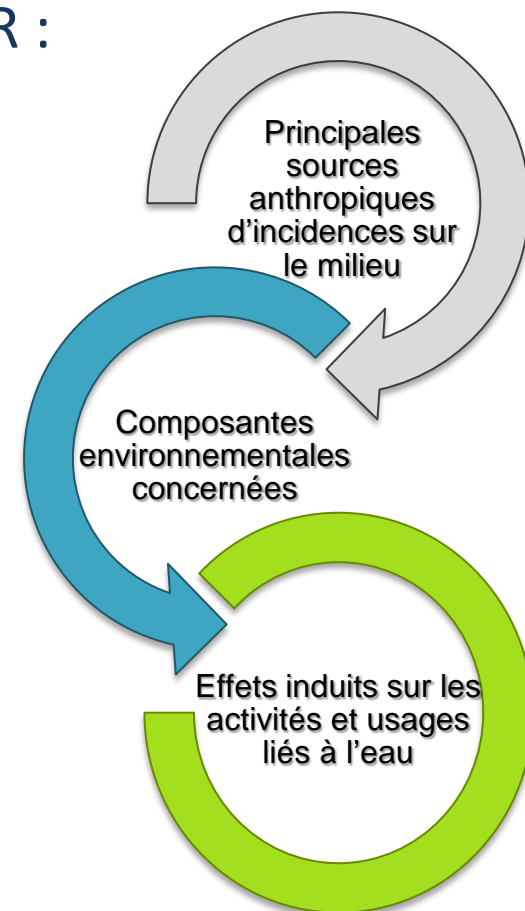 R :
Principales
sources
anthropiques
d’incidences sur
le milieu
Composantes
environnementales
concernées
Effets induits sur les
activités et usages
liés à l’eau